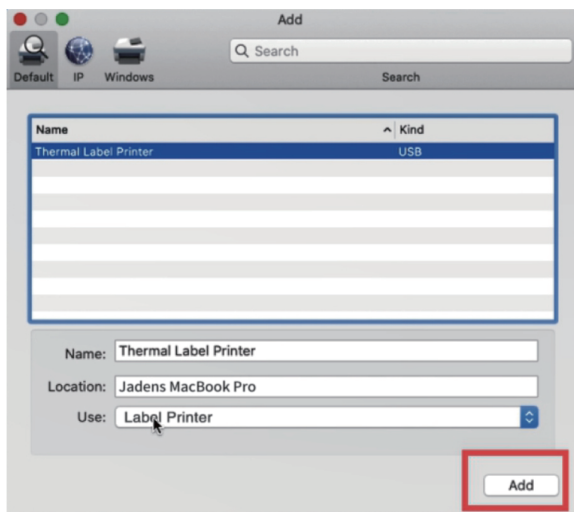 Add
Search
Default IP Windows Search
Name Kind
Thermal Label Printer USB
Name: Thermal Label Printer
Location: Jadens MacBook Pro
Use: Label Printer
Add